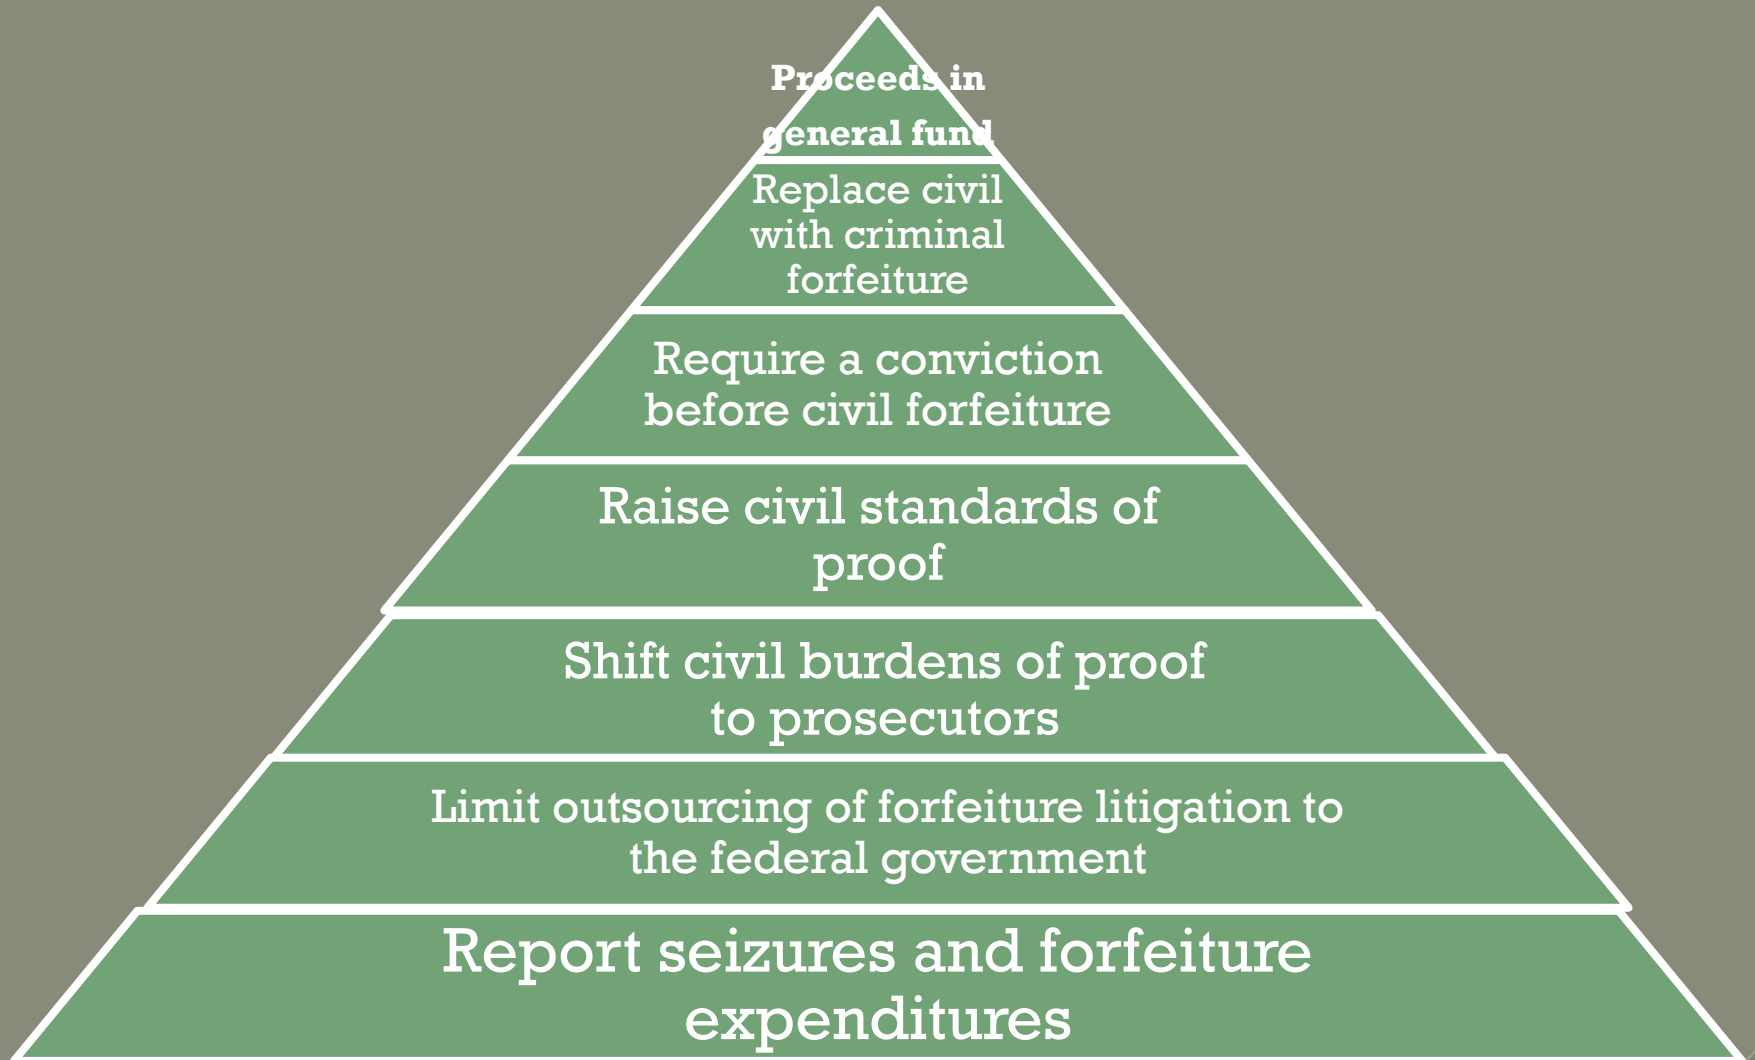 Proceeds in
general fund
Replace civil
with criminal
forfeiture
Require a conviction
before civil forfeiture
Raise civil standards of
proof
Shift civil burdens of proof
to prosecutors
Limit outsourcing of forfeiture litigation to
the federal government
Report seizures and forfeiture
expenditures